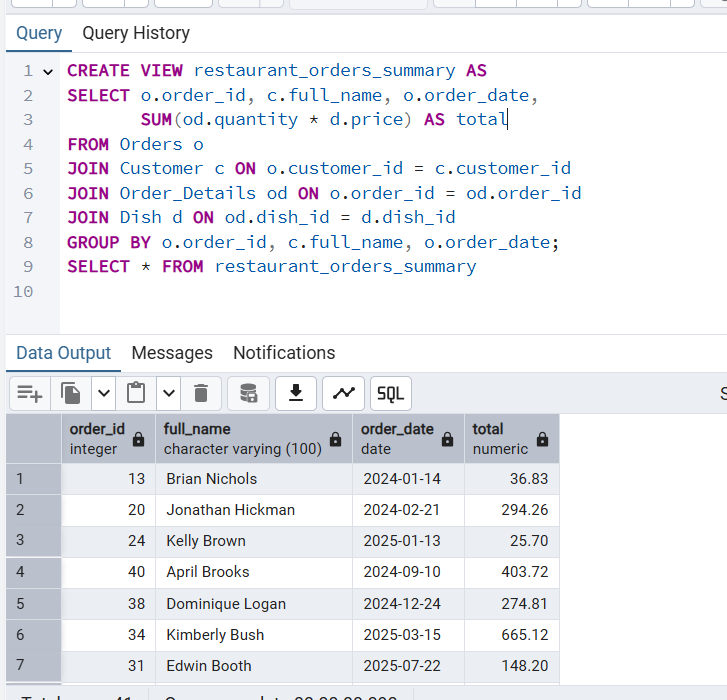 Query Query History
1 CREATE VIEW restaurant_orders_summary AS
2 SELECT o.order_id, c.full_name, o.order_date,
3 SUM(od.quantity * d.price) AS total
4 FROM Orders o
5 JOIN Customer c ON o.customer_id = c.customer_id
6 JOIN Order_Details od ON o.order_id = od.order_id
7 JOIN Dish d ON od.dish_id = d.dish_id
8 GROUP BY o.order_id, c.full_name, o.order_date;
9 SELECT * FROM restaurant_orders_summary
10
Data Output Messages Notifications
SQL S
order_id full_name order_date total
integer character varying (100) date numeric
1 13 Brian Nichols 2024-01-14 36.83
2 20 Jonathan Hickman 2024-02-21 294.26
3 24 Kelly Brown 2025-01-13 25.70
4 40 April Brooks 2024-09-10 403.72
5 38 Dominique Logan 2024-12-24 274.81
6 34 Kimberly Bush 2025-03-15 665.12
7 31 Edwin Booth 2025-07-22 148.20